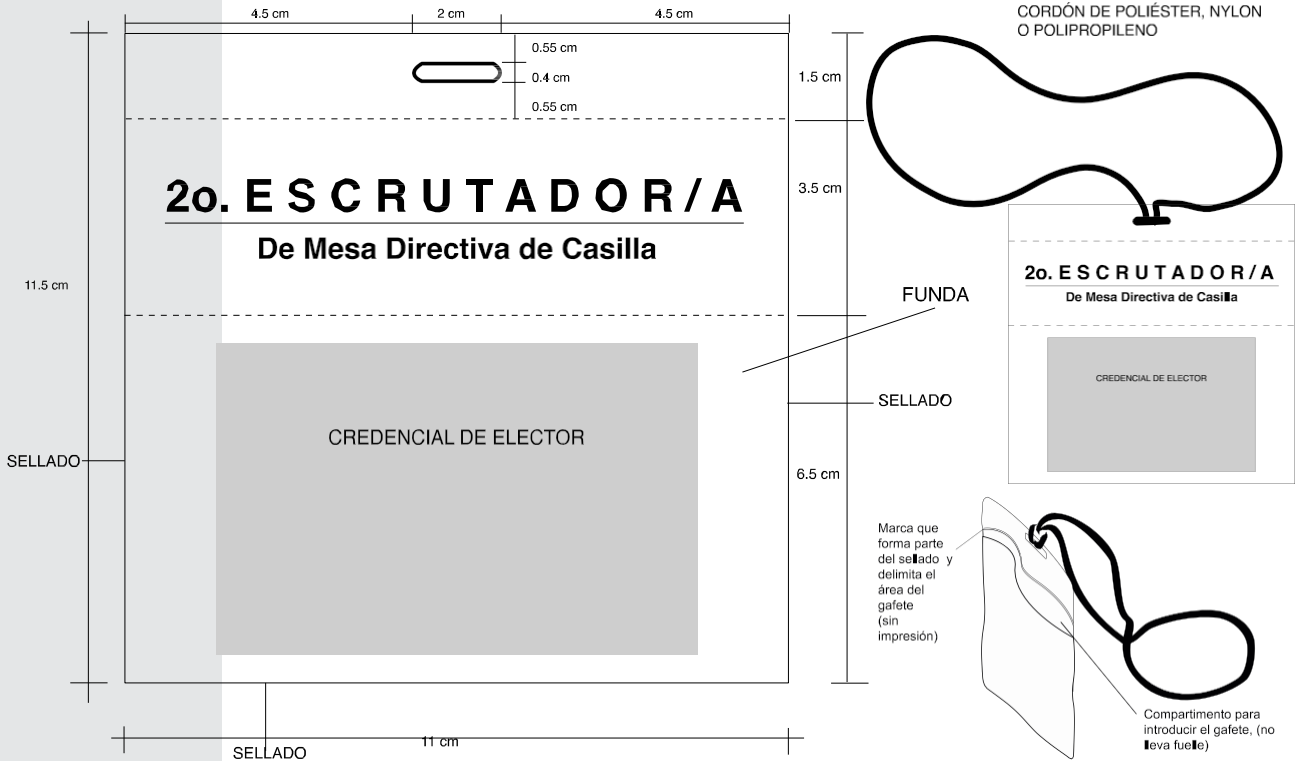 4.5 cm
2 cm
4.5 cm
0.55 cm
0.4 cm
0.55 cm
2o. ESCRUTADOR/A
De Mesa Directiva de Casilla
11.5 cm
CREDENCIAL DE ELECTOR
SELLADO
SELLADO
11 cm
1.5 cm
3.5 cm
FUNDA
SELLADO
6.5 cm
CORDÓN DE POLIÉSTER, NYLON
O POLIPROPILENO
2o. ESCRUTADOR/A
De Mesa Directiva de Casilla
CREDENCIAL DE ELECTOR
Marca que
forma parte
del sellado y
delimita el
área del
gafete
(sin
impresión)
Compartimento para
introducir el gafete, (no
lleva fuelle)